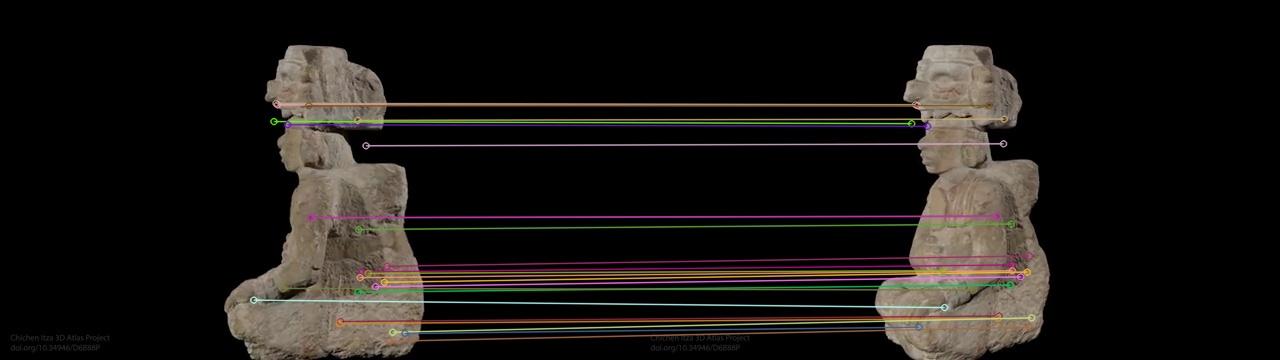 Chichen Itza 3D Atlas Project
doi.org/10.34946/D6B88P
Chichen Itza 3D Atlas Project
doi.org/10.34946/D6B88P